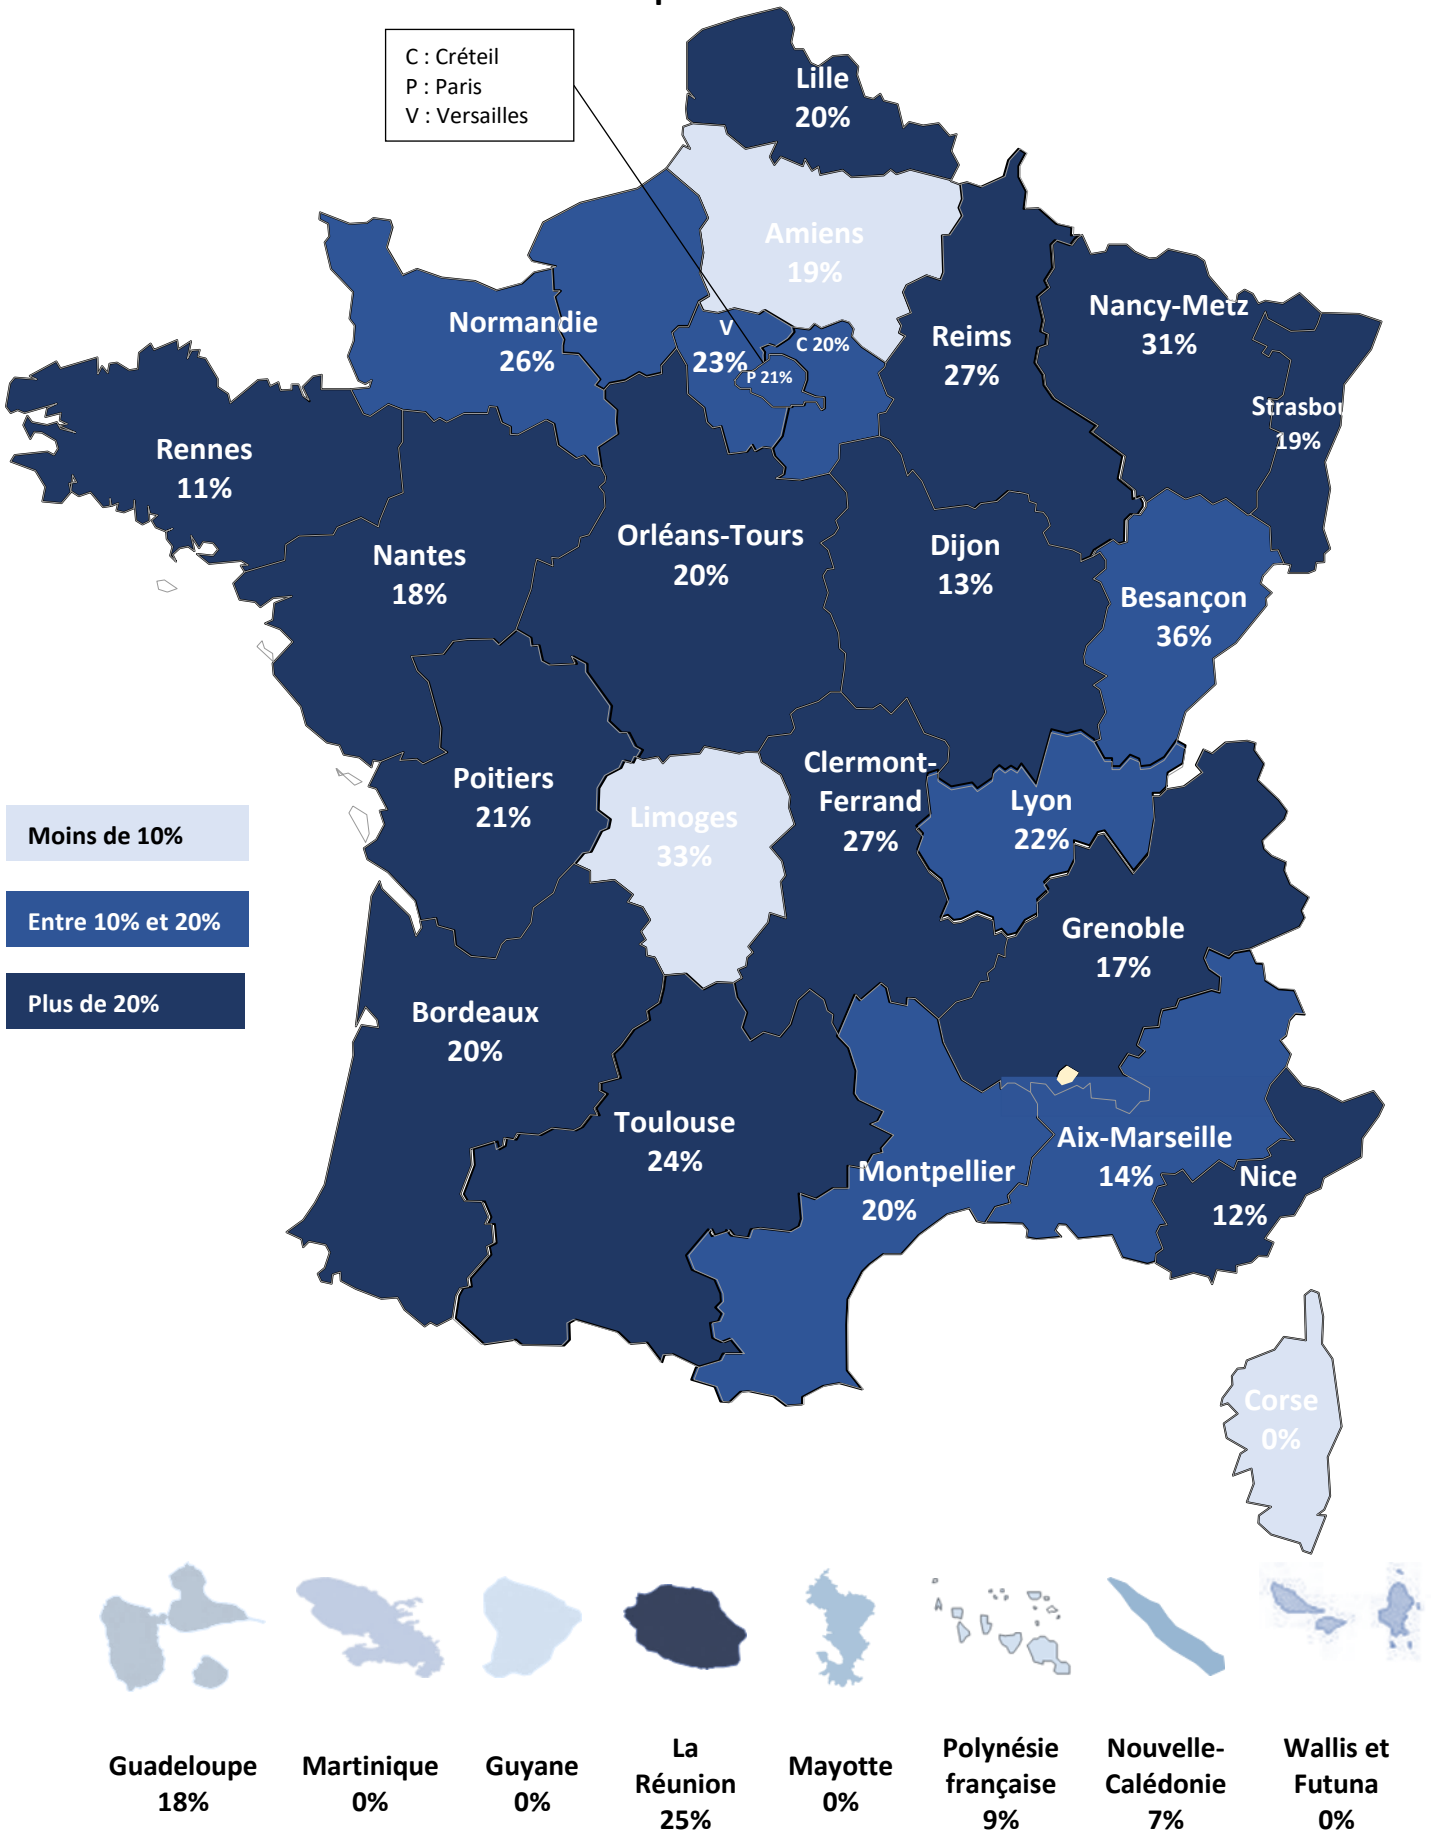 C : Créteil
P : Paris
V : Versailles
Lille
20%
Amiens
19%
Normandie
26%
V
23%
C 20%
P 21%
Reims
27%
Nancy-Metz
31%
Strasbou
19%
Rennes
11%
Nantes
18%
Orléans-Tours
20%
Dijon
13%
Besançon
36%
Poitiers
21%
Limoges
33%
Clermont-
Ferrand
27%
Lyon
22%
Moins de 10%
Entre 10% et 20%
Plus de 20%
Grenoble
17%
Bordeaux
20%
Toulouse
24%
Montpellier
20%
Aix-Marseille
14%
Nice
12%
Corse
0%
Guadeloupe
18%
Martinique
0%
Guyane
0%
La
Réunion
25%
Mayotte
0%
Polynésie
française
9%
Nouvelle-
Calédonie
7%
Wallis et
Futuna
0%